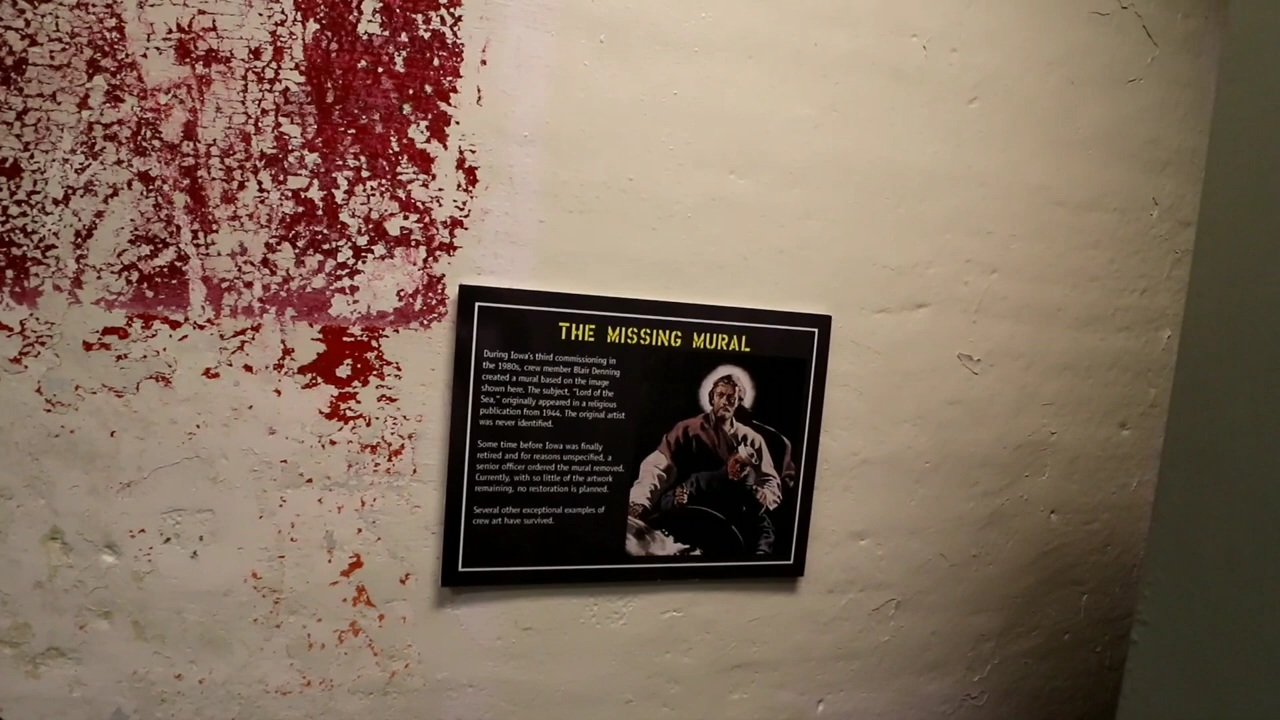 THE MISSING MURAL
During Iowa's third commissioning in
the 1980s, crew member Blair Denning
created a mural based on the image
shown here. The subject, "Lord of the
Sea," originally appeared in a religious
publication from 1944. The original artist
was never identified.
Some time before Iowa was finally
retired and for reasons unspecified, a
senior officer ordered the mural removed.
Currently, with so little of the artwork
remaining, no restoration is planned.
Several other exceptional examples of
crew art have survived.